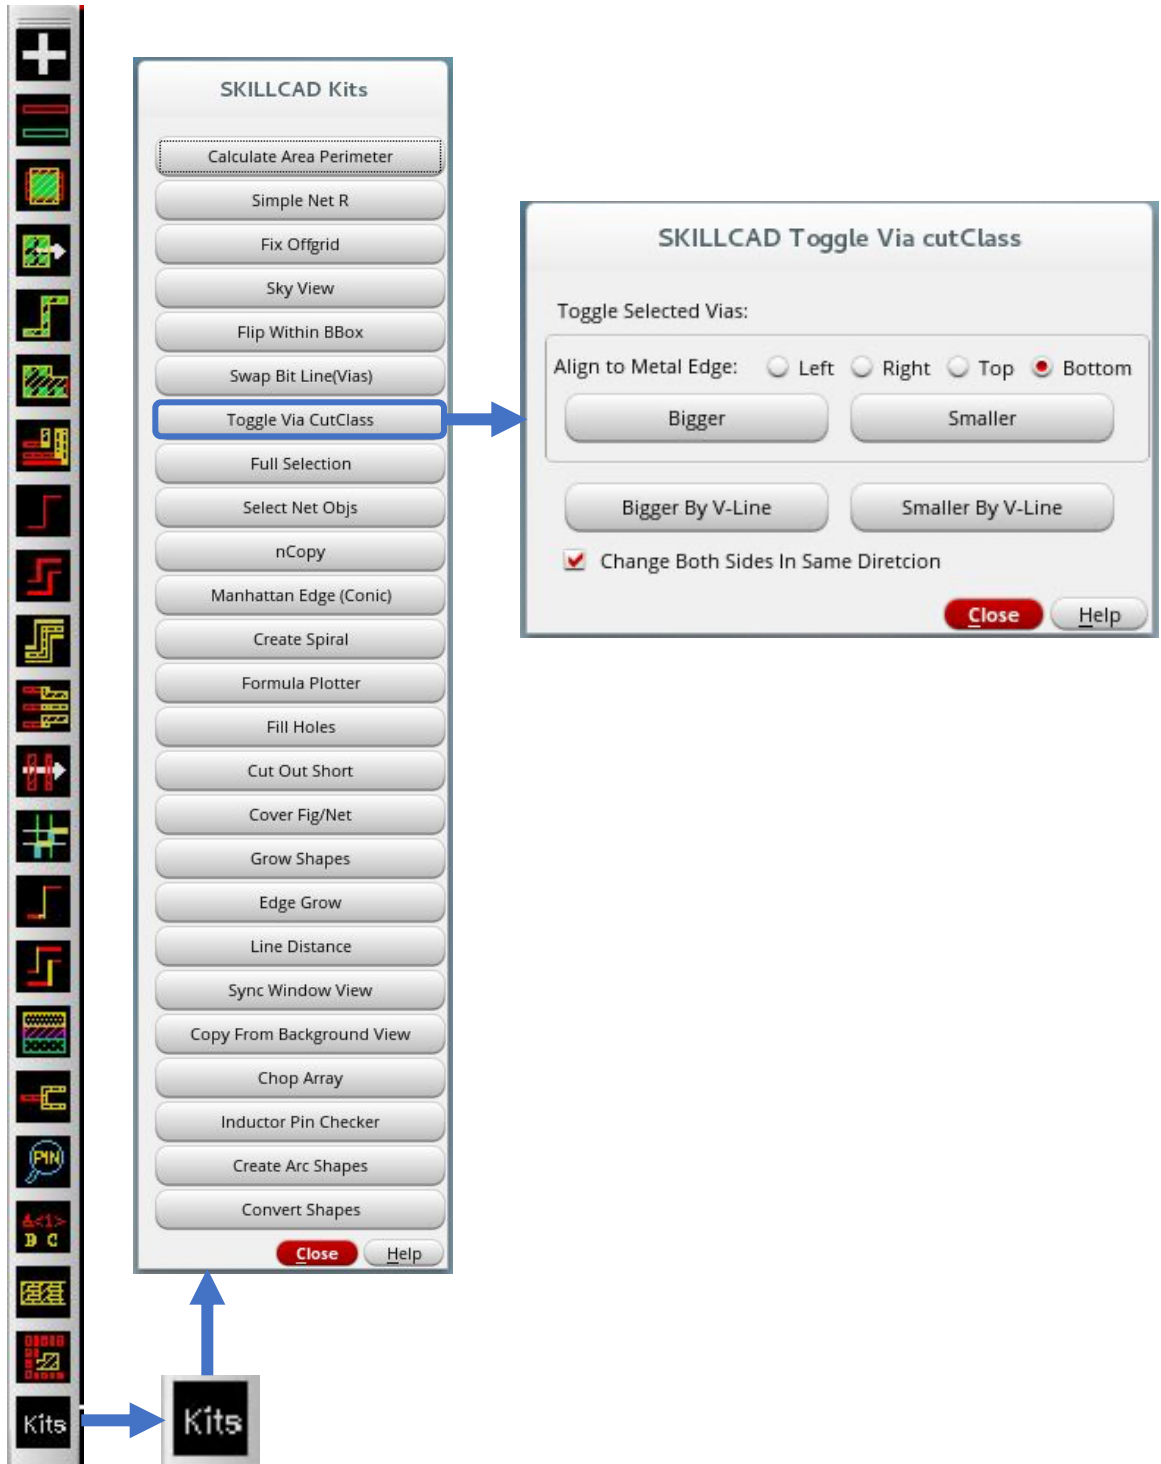 SKILLCAD Kits
Calculate Area Perimeter
Simple Net R
Fix Offgrid
Sky View
Flip Within BBox
Swap Bit Line(Vias)
Toggle Via CutClass
Full Selection
Select Net Objs
nCopy
Manhattan Edge (Conic)
Create Spiral
Formula Plotter
Fill Holes
Cut Out Short
Cover Fig/Net
Grow Shapes
Edge Grow
Line Distance
Sync Window View
Copy From Background View
Chop Array
Inductor Pin Checker
Create Arc Shapes
Convert Shapes
Close Help
SKILLCAD Toggle Via cutClass
Toggle Selected Vias:
Align to Metal Edge: Left Right Top Bottom
Bigger Smaller
Bigger By V-Line Smaller By V-Line
Change Both Sides In Same Diretcion
Close Help
PIN
A<1>
B C
Kits
Kits